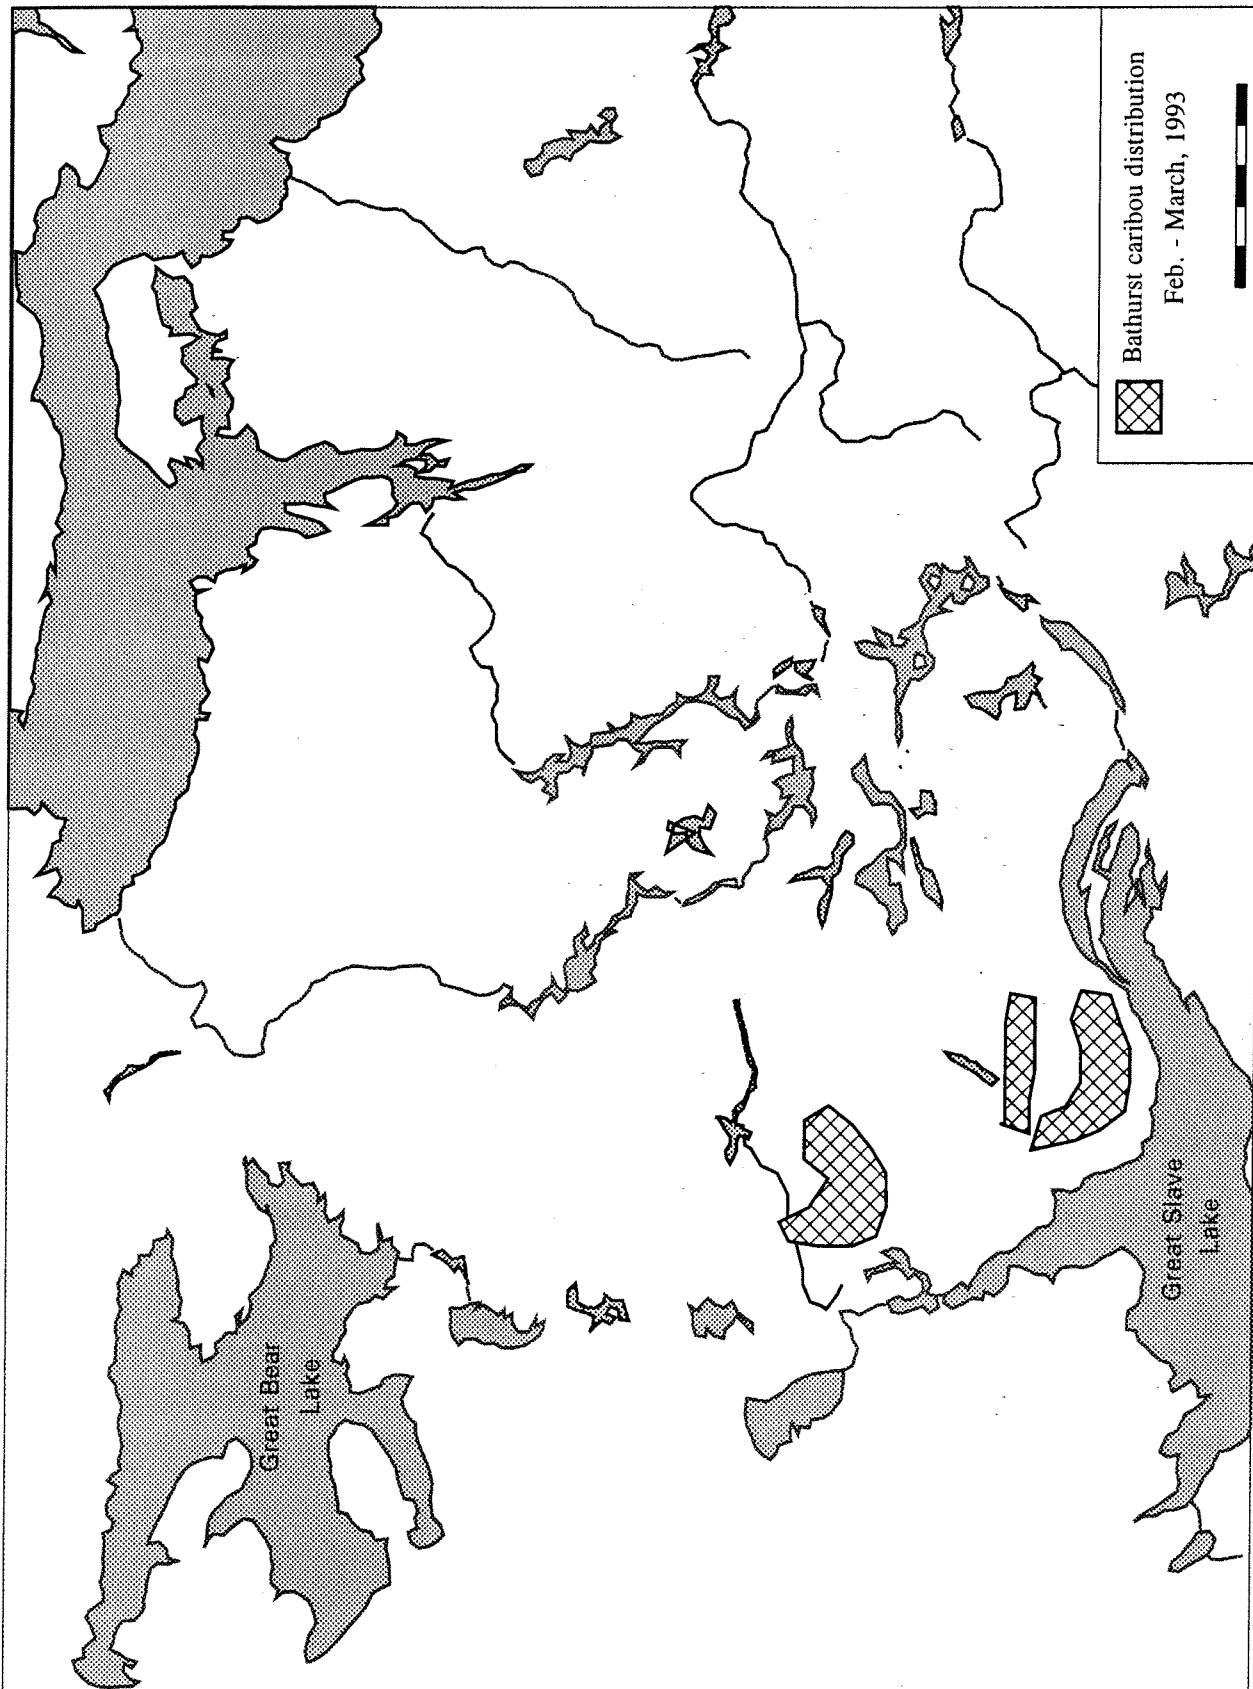 Great Bear
Lake
Great Slave
Lake
Bathurst caribou distribution
Feb. - March, 1993